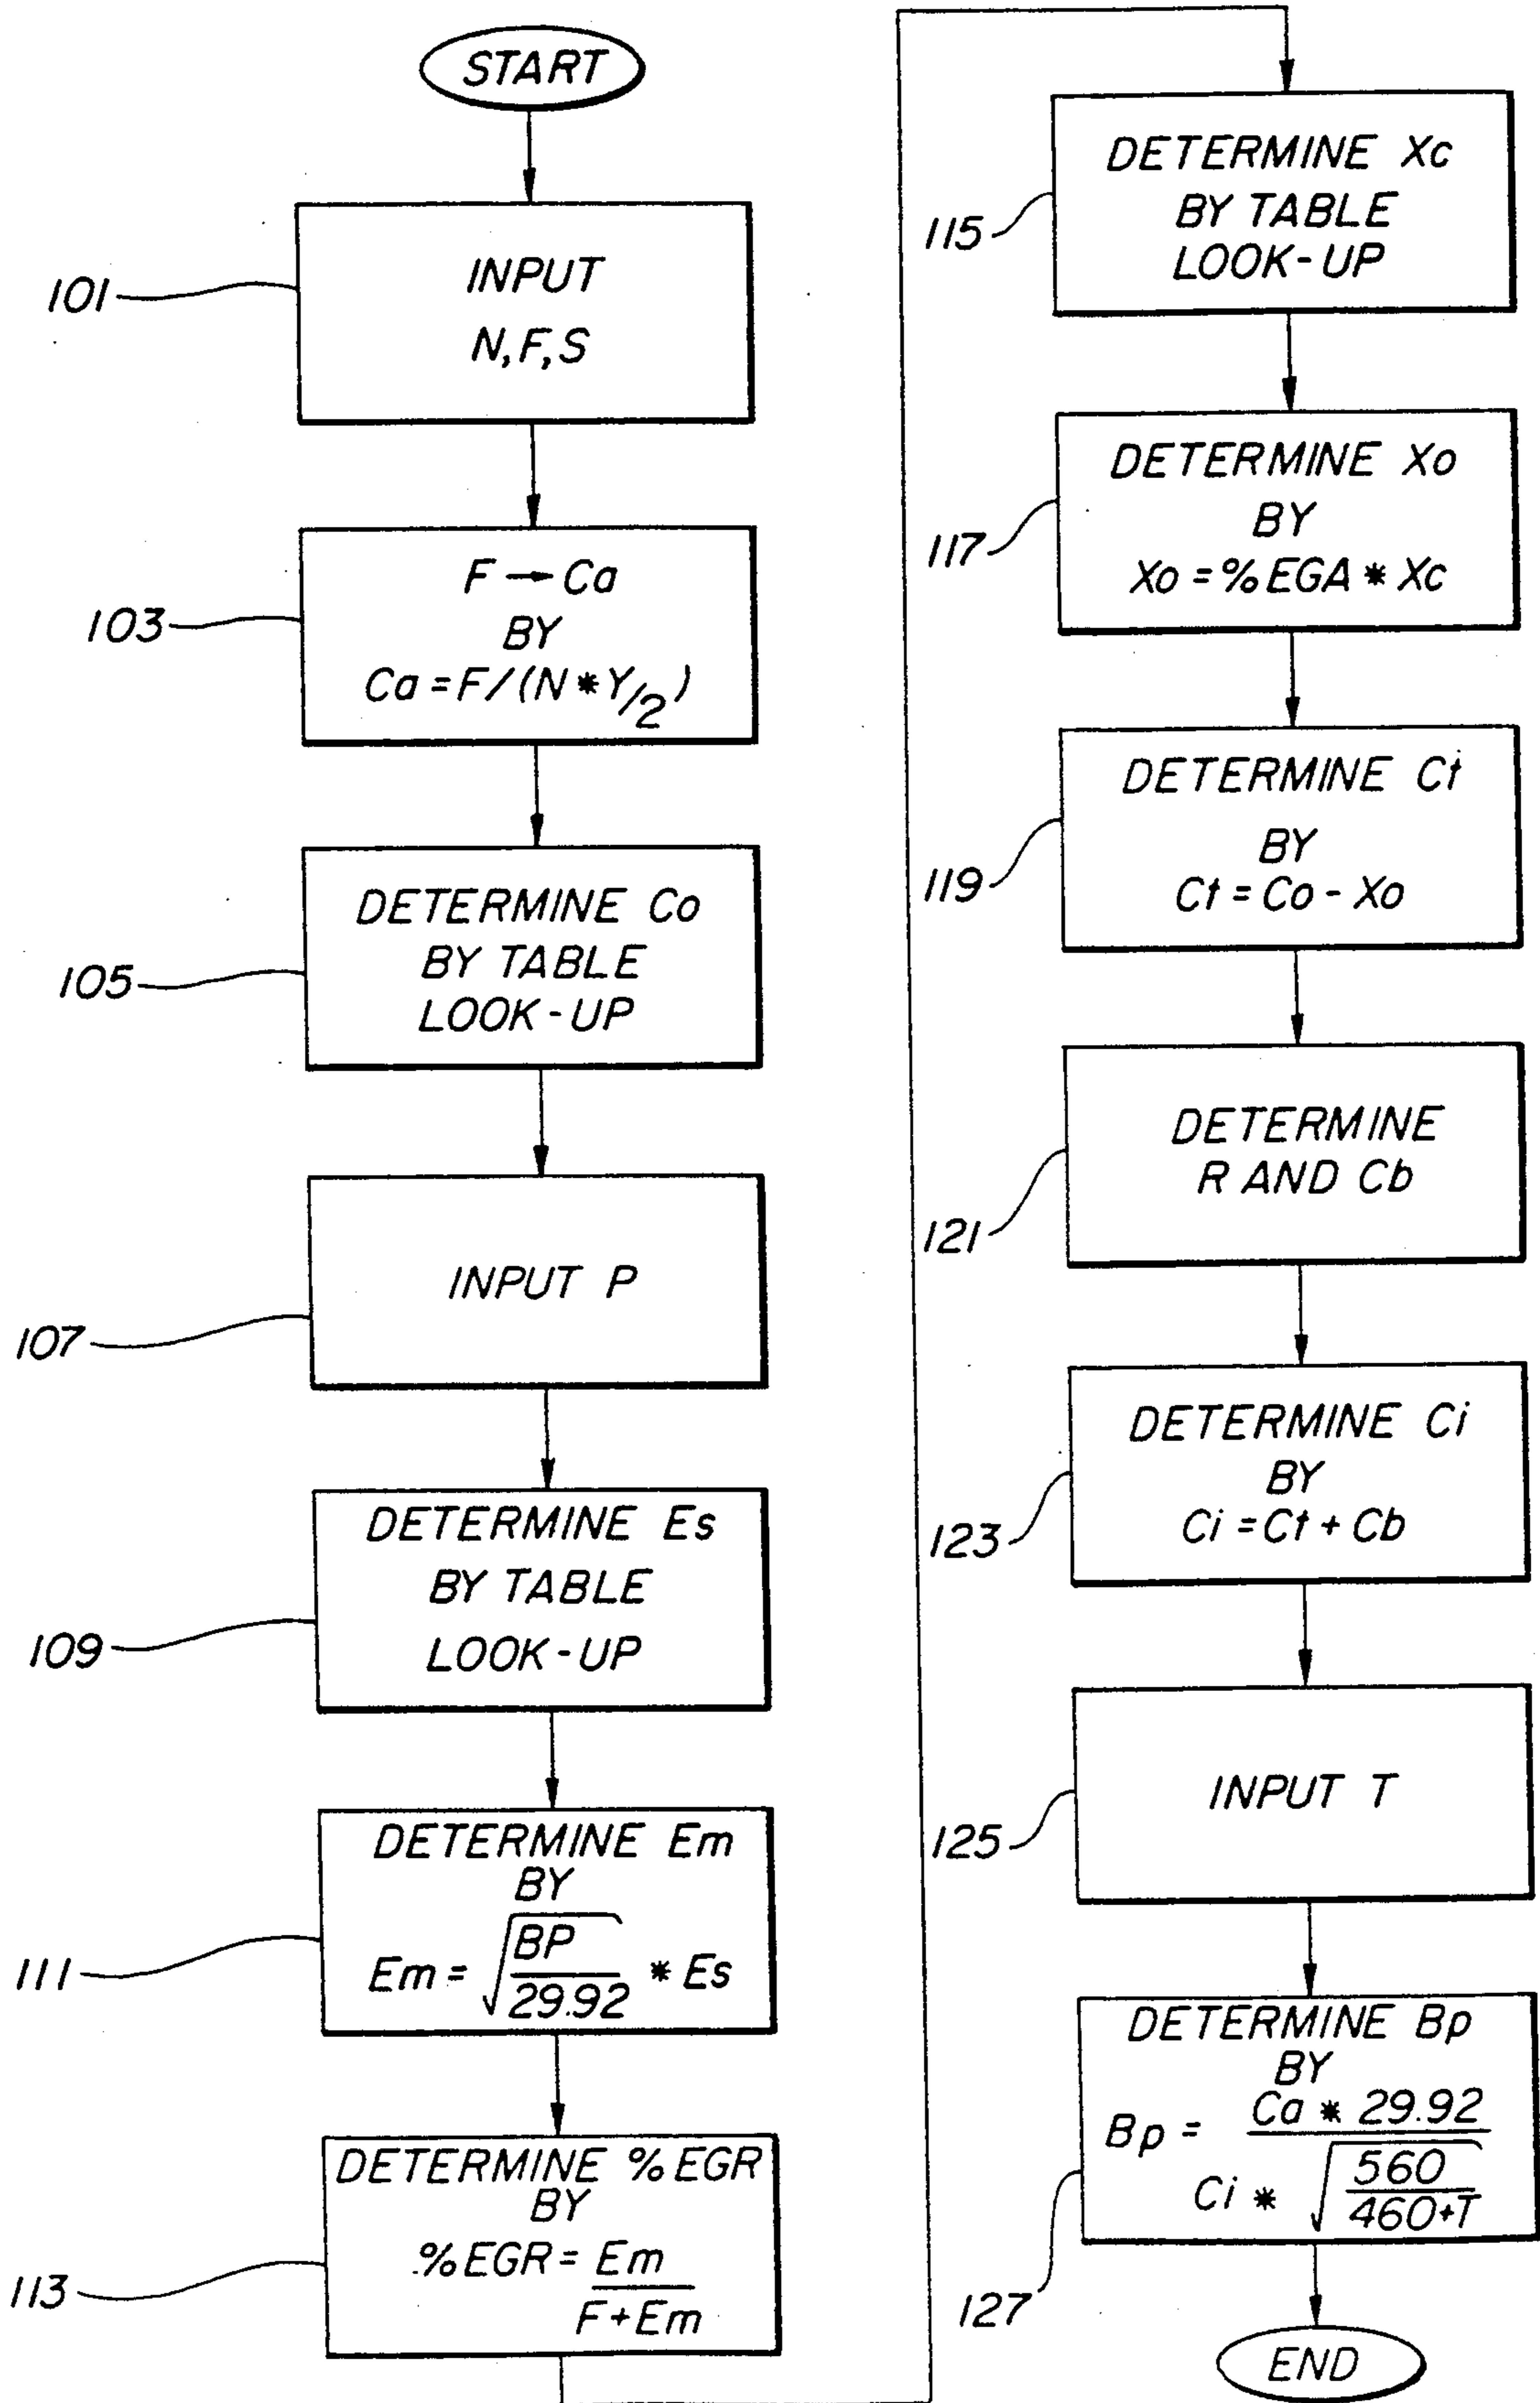 START
101
INPUT
N, F, S
103
F → Ca
BY
Ca = F / (N * Y/2)
105
DETERMINE Co
BY TABLE
LOOK-UP
107
INPUT P
109
DETERMINE Es
BY TABLE
LOOK-UP
111
DETERMINE Em
BY
Em = √(BP/29.92) * Es
113
DETERMINE %EGR
BY
%EGR = Em / (F + Em)
115
DETERMINE Xc
BY TABLE
LOOK-UP
117
DETERMINE Xo
BY
Xo = %EGA * Xc
119
DETERMINE Ct
BY
Ct = Co - Xo
121
DETERMINE
R AND Cb
123
DETERMINE Ci
BY
Ci = Ct + Cb
125
INPUT T
127
DETERMINE Bp
BY
Bp = Ca * 29.92 / (Ci * √(560/(460+T)))
END